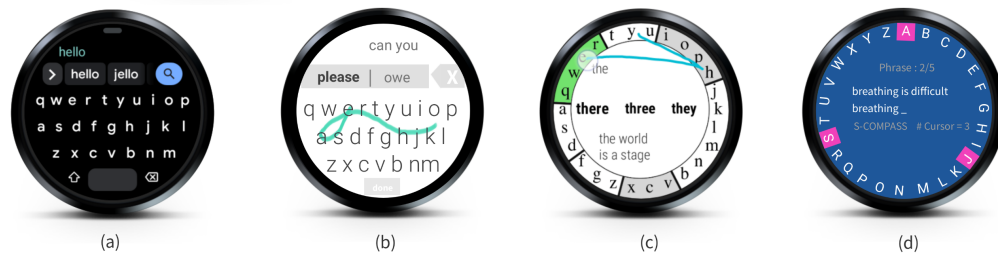 hello
hello jello
q w e r t y u i o p
a s d f g h j k l
z x c v b n m
(a)
can you
please | owe X
q w e r t y u i o p
a s d f g h j k l
z x c v b n m
done
(b)
q w r t y u i o p h j k l m n b v c x z g f d s a
the
there three they
the world
is a stage
(c)
A B C D E F G H I J K L M N O P Q R S T U V W X Y Z
Phrase : 2/5
breathing is difficult
breathing _
S-COMPASS # Cursor = 3
(d)